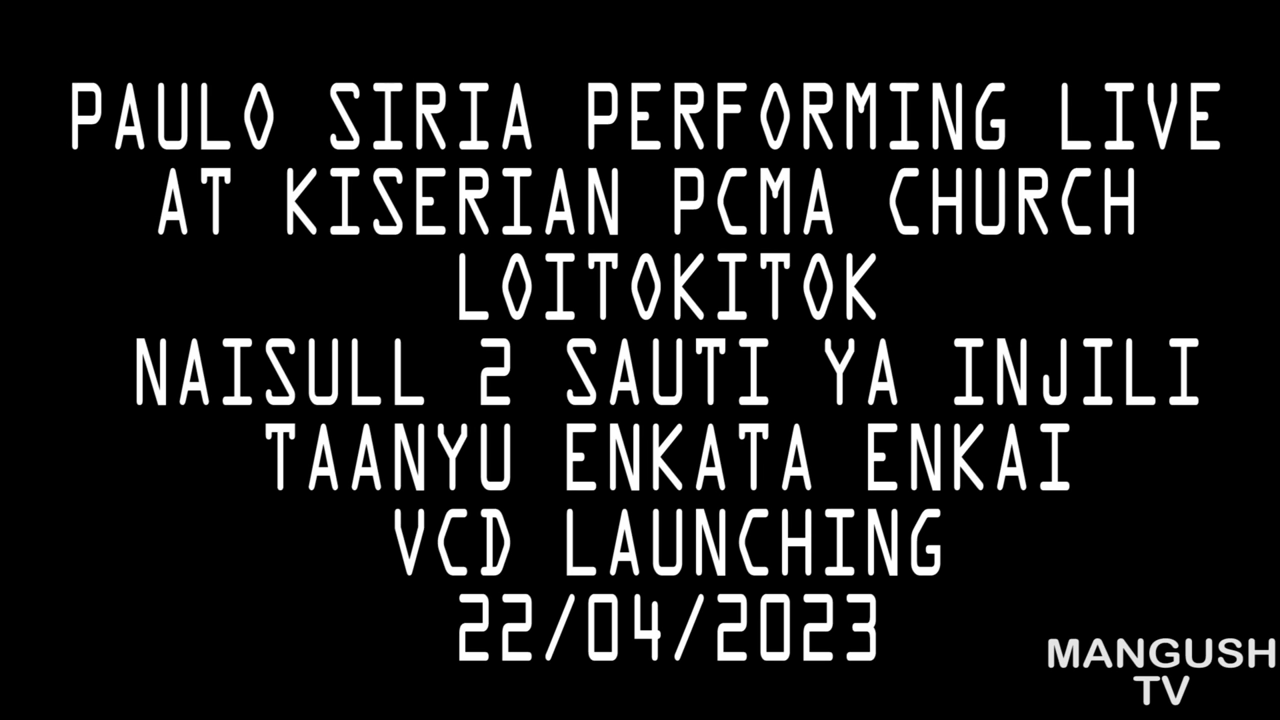 PAULO SIRIA PERFORMING LIVE
AT KISERIAN PCMA CHURCH
LOITOKITOK
NAISULL 2 SAUTI YA INJILI
TAANYU ENKATA ENKAI
VCD LAUNCHING
22/04/2023
MANGUSH
TV